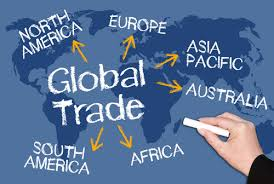 NORTH
AMERICA
EUROPE
ASIA
PACIFIC
Global
Trade
AUSTRALIA
SOUTH
AMERICA
AFRICA